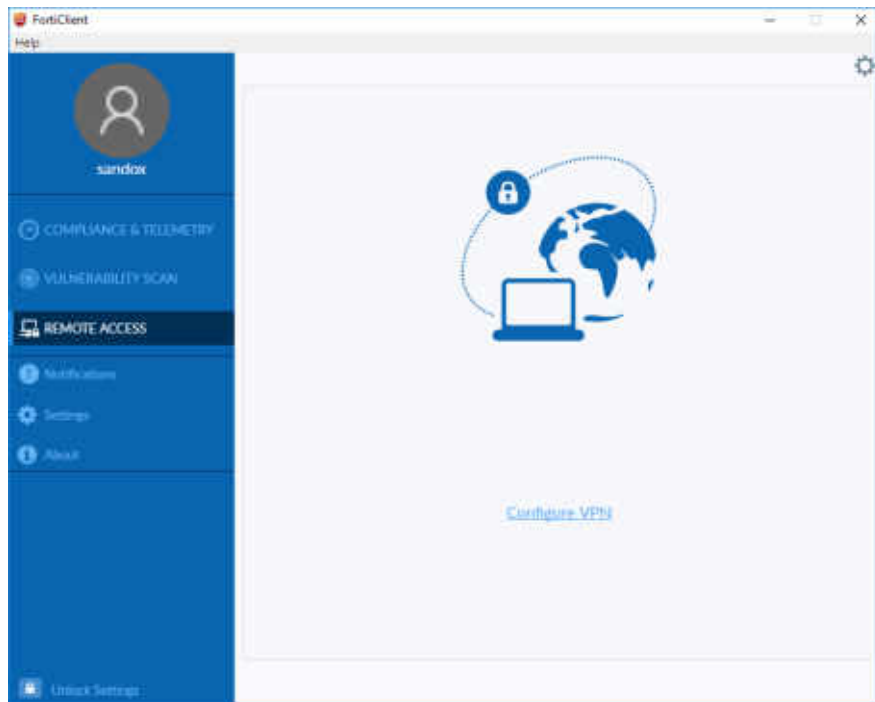 FortiClient
Help
sandox
COMPLIANCE & TELEMETRY
VULNERABILITY SCAN
REMOTE ACCESS
Notifications
Settings
About
Configure VPN
Unlock Settings